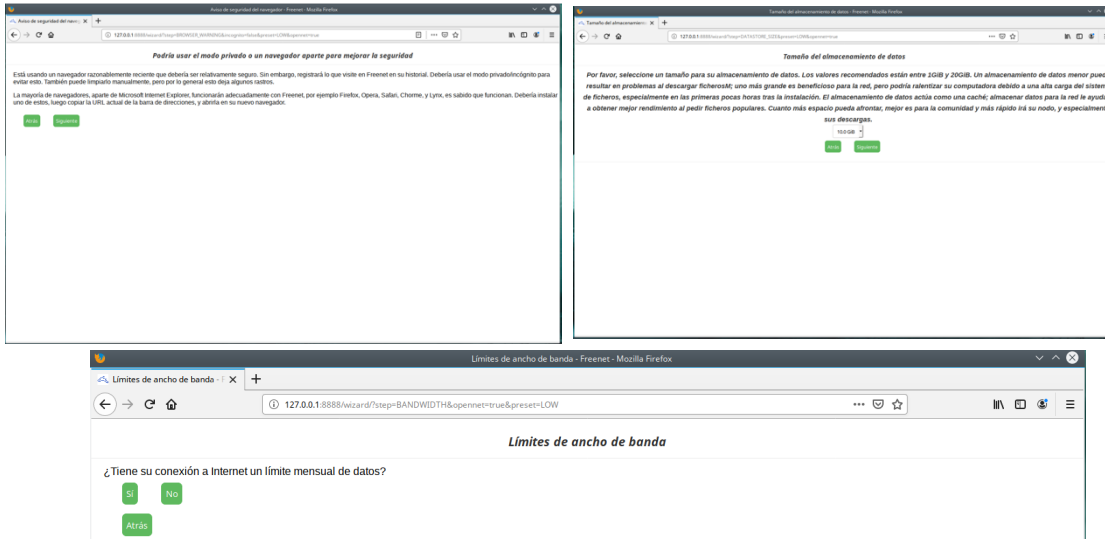 Aviso de seguridad del navegador - Freenet - Mozilla Firefox
Aviso de seguridad del naveg
127.0.0.1:8888/wizard/?step=BROWSER_WARNING&incognito=false&preset=LOW&opennet=true
Podría usar el modo privado o un navegador aparte para mejorar la seguridad
Está usando un navegador razonablemente reciente que debería ser relativamente seguro. Sin embargo, registrará lo que visite en Freenet en su historial. Debería usar el modo privado/incógnito para
evitar esto. También puede limpiarlo manualmente, pero por lo general esto deja algunos rastros.
La mayoría de navegadores, aparte de Microsoft Internet Explorer, funcionarán adecuadamente con Freenet, por ejemplo Firefox, Opera, Safari, Chorme, y Lynx, es sabido que funcionan. Debería instalar
uno de estos, luego copiar la URL actual de la barra de direcciones, y abrirla en su nuevo navegador.
Atrás Siguiente
Tamaño del almacenamiento de datos - Freenet - Mozilla Firefox
Tamaño del almacenamiento
127.0.0.1:8888/wizard/?step=DATASTORE_SIZE&preset=LOW&opennet=true
Tamaño del almacenamiento de datos
Por favor, seleccione un tamaño para su almacenamiento de datos. Los valores recomendados están entre 1GiB y 20GiB. Un almacenamiento de datos menor pued
resultar en problemas al descargar ficherosM; uno más grande es beneficioso para la red, pero podría ralentizar su computadora debido a una alta carga del sistem
de ficheros, especialmente en las primeras pocas horas tras la instalación. El almacenamiento de datos actúa como una caché; almacenar datos para la red le ayuda
a obtener mejor rendimiento al pedir ficheros populares. Cuanto más espacio pueda afrontar, mejor es para la comunidad y más rápido irá su nodo, y especialmen
sus descargas.
10.0 GiB
Atrás Siguiente
Límites de ancho de banda - Freenet - Mozilla Firefox
Límites de ancho de banda - F
127.0.0.1:8888/wizard/?step=BANDWIDTH&opennet=true&preset=LOW
Límites de ancho de banda
¿Tiene su conexión a Internet un límite mensual de datos?
Sí No
Atrás